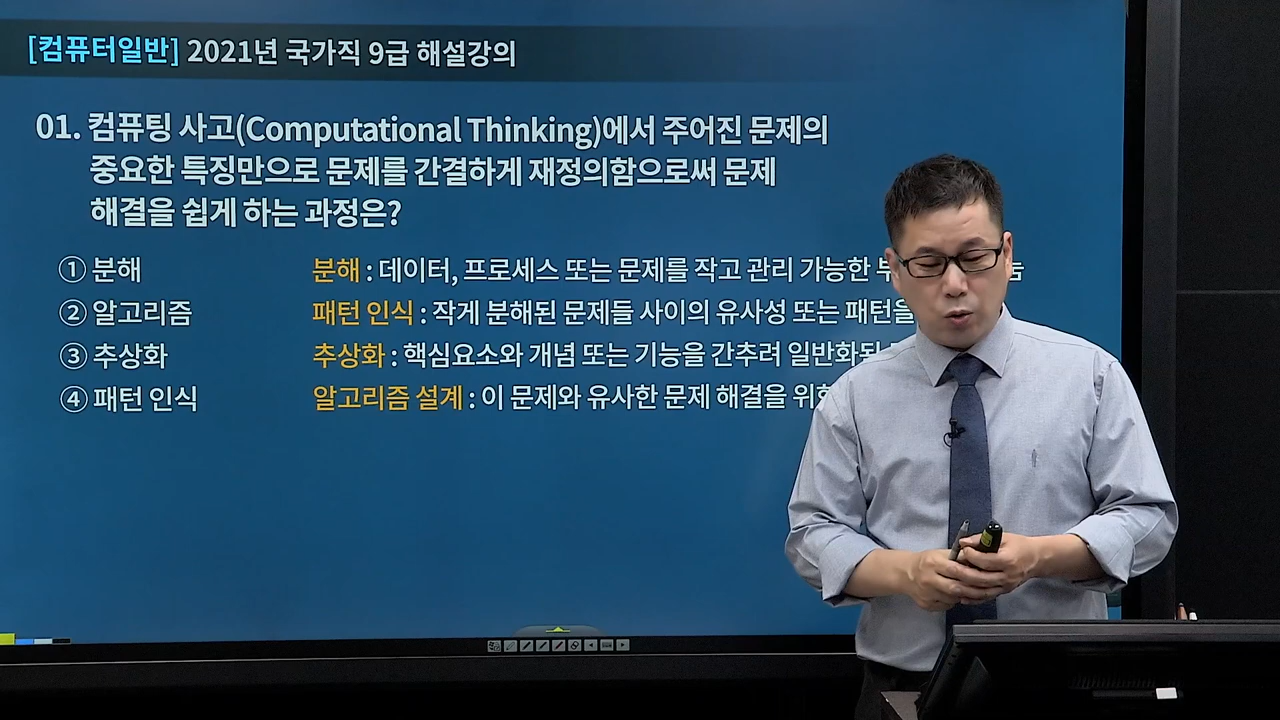 [컴퓨터일반] 2021년 국가직 9급 해설강의
01. 컴퓨팅 사고(Computational Thinking)에서 주어진 문제의
중요한 특징만으로 문제를 간결하게 재정의함으로써 문제
해결을 쉽게 하는 과정은?
① 분해
② 알고리즘
③ 추상화
④ 패턴 인식
분해 : 데이터, 프로세스 또는 문제를 작고 관리 가능한
패턴 인식 : 작게 분해된 문제들 사이의 유사성 또는 패턴을
추상화 : 핵심요소와 개념 또는 기능을 간추려 일반화된
알고리즘 설계 : 이 문제와 유사한 문제 해결을